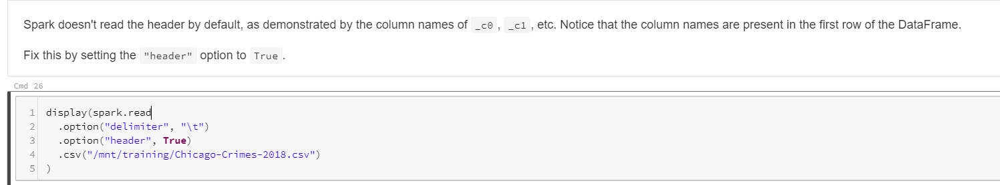 Spark doesn't read the header by default, as demonstrated by the column names of _c0 , _c1 , etc. Notice that the column names are present in the first row of the DataFrame.
Fix this by setting the "header" option to True .
Cmd 26
1 display(spark.read
2   .option("delimiter", "\t")
3   .option("header", True)
4   .csv("/mnt/training/Chicago-Crimes-2018.csv")
5 )